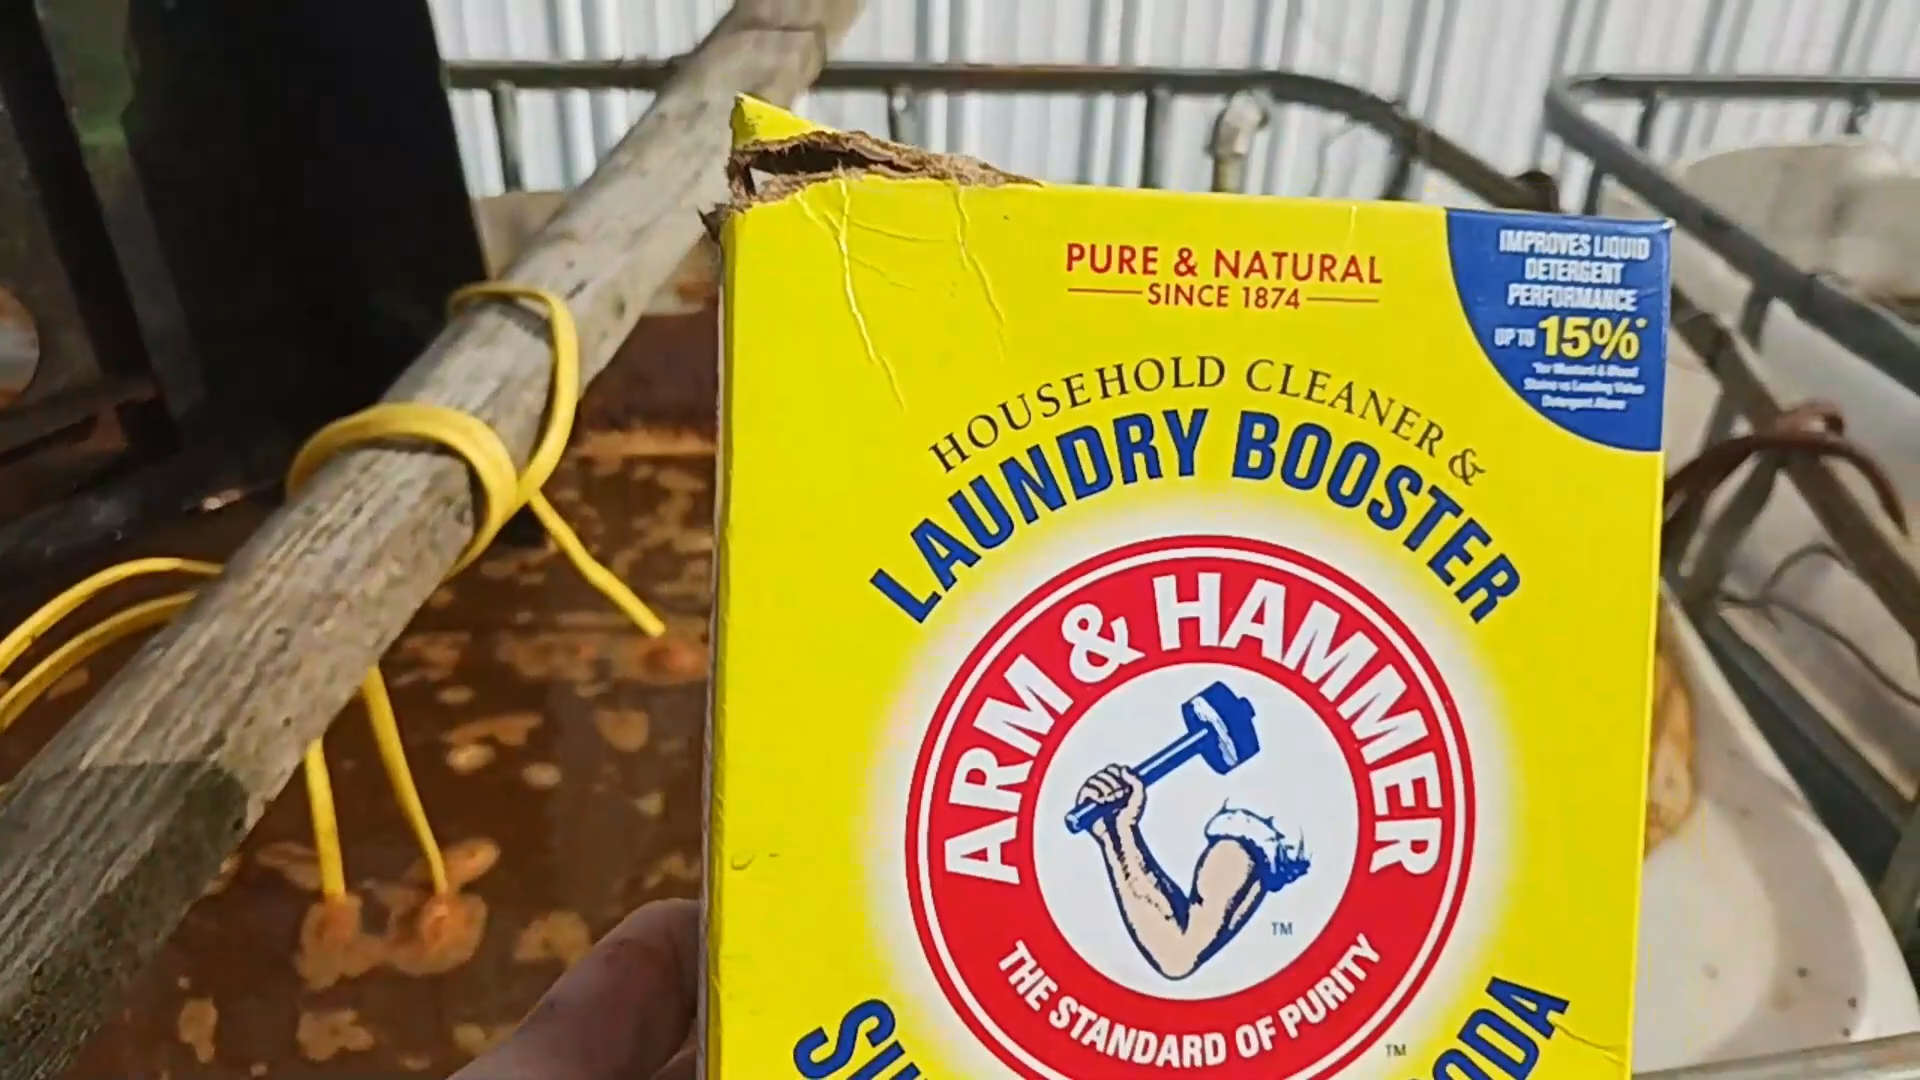 PURE & NATURAL
SINCE 1874
IMPROVES LIQUID
DETERGENT
PERFORMANCE
UP TO 15%*
HOUSEHOLD CLEANER &
LAUNDRY BOOSTER
ARM & HAMMER
THE STANDARD OF PURITY
TM
TM